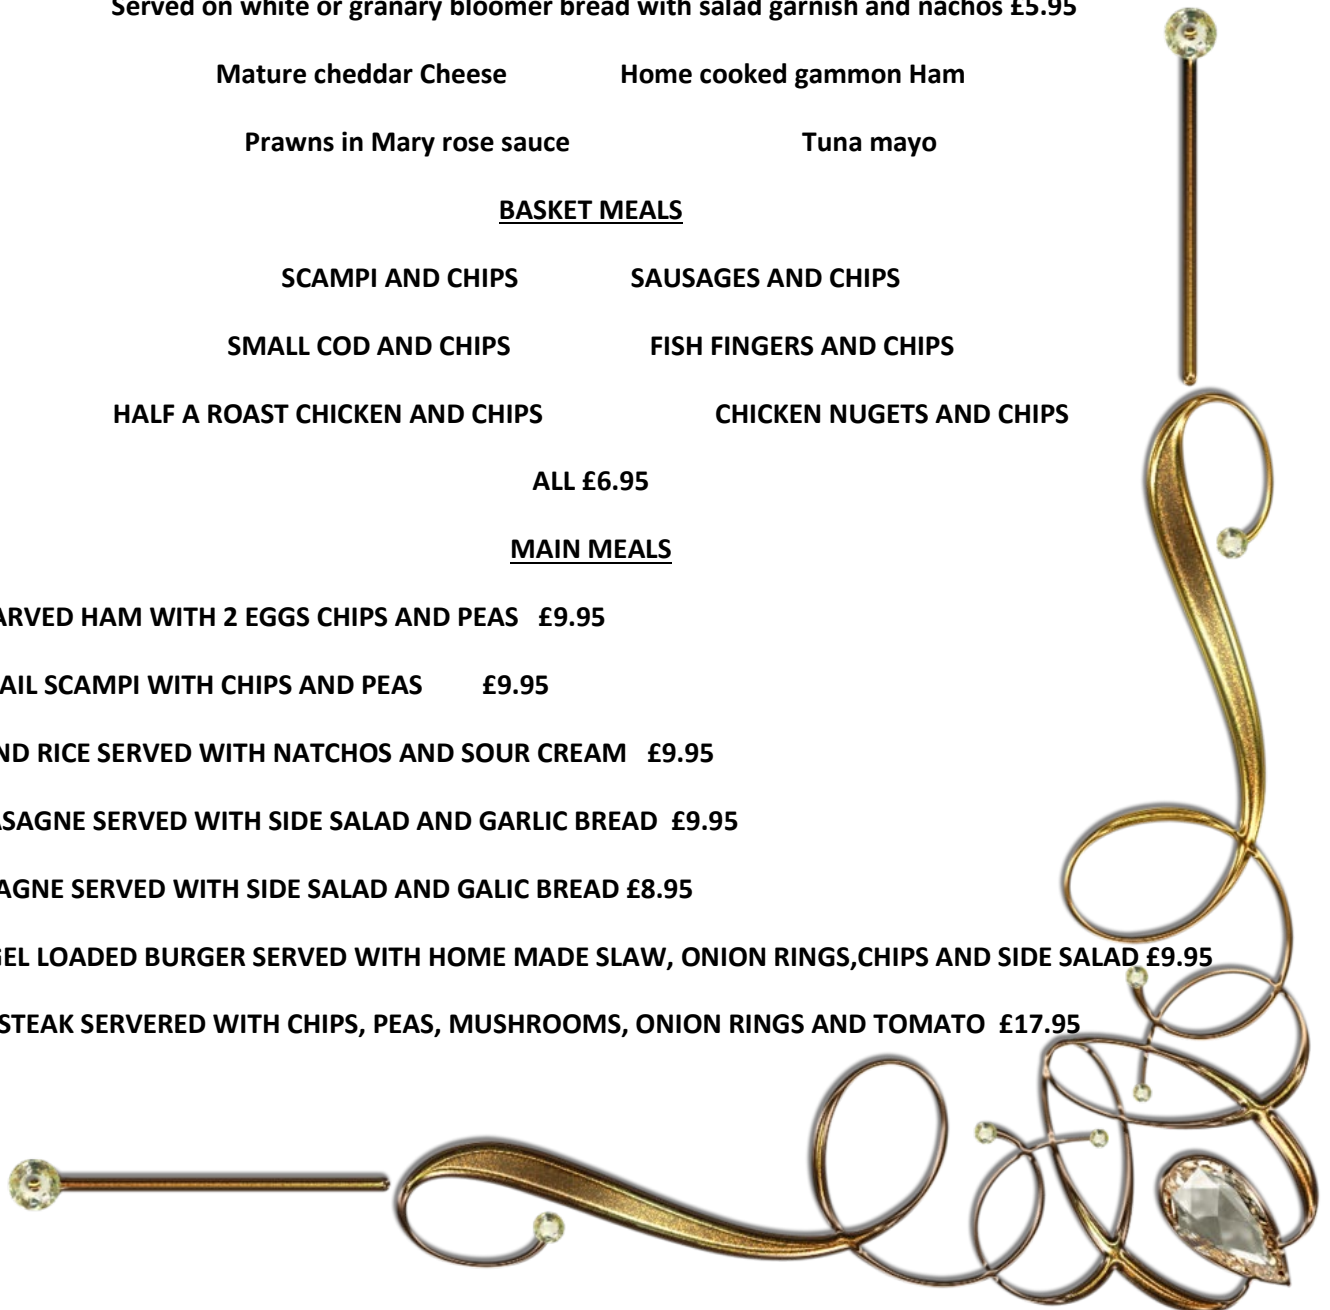 Served on white or granary bloomer bread with salad garnish and nachos £5.95
Mature cheddar Cheese Home cooked gammon Ham
Prawns in Mary rose sauce Tuna mayo
BASKET MEALS
SCAMPI AND CHIPS SAUSAGES AND CHIPS
SMALL COD AND CHIPS FISH FINGERS AND CHIPS
HALF A ROAST CHICKEN AND CHIPS CHICKEN NUGETS AND CHIPS
ALL £6.95
MAIN MEALS
ARVED HAM WITH 2 EGGS CHIPS AND PEAS £9.95
AIL SCAMPI WITH CHIPS AND PEAS £9.95
ND RICE SERVED WITH NATCHOS AND SOUR CREAM £9.95
ASAGNE SERVED WITH SIDE SALAD AND GARLIC BREAD £9.95
AGNE SERVED WITH SIDE SALAD AND GALIC BREAD £8.95
GEL LOADED BURGER SERVED WITH HOME MADE SLAW, ONION RINGS,CHIPS AND SIDE SALAD £9.95
STEAK SERVERED WITH CHIPS, PEAS, MUSHROOMS, ONION RINGS AND TOMATO £17.95